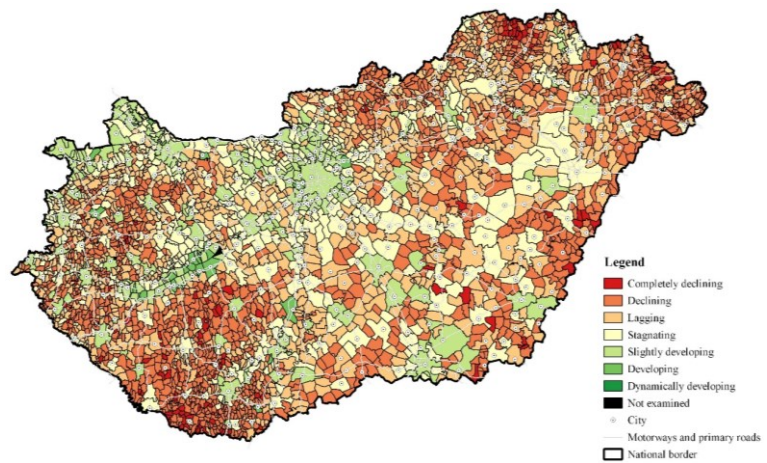 Legend
Completely declining
Declining
Lagging
Stagnating
Slightly developing
Developing
Dynamically developing
Not examined
City
Motorways and primary roads
National border